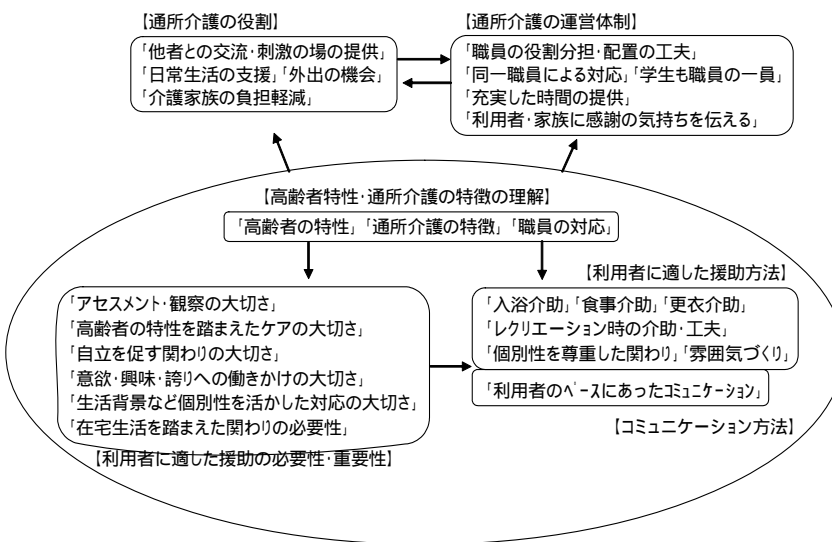 【通所介護の役割】
「他者との交流・刺激の場の提供」
「日常生活の支援」「外出の機会」
「介護家族の負担軽減」
【通所介護の運営体制】
「職員の役割分担・配置の工夫」
「同一職員による対応」「学生も職員の一員」
「充実した時間の提供」
「利用者・家族に感謝の気持ちを伝える」
【高齢者特性・通所介護の特徴の理解】
「高齢者の特性」「通所介護の特徴」「職員の対応」
「アセスメント・観察の大切さ」
「高齢者の特性を踏まえたケアの大切さ」
「自立を促す関わりの大切さ」
「意欲・興味・誇りへの働きかけの大切さ」
「生活背景など個別性を活かした対応の大切さ」
「在宅生活を踏まえた関わりの必要性」
【利用者に適した援助の必要性・重要性】
【利用者に適した援助方法】
「入浴介助」「食事介助」「更衣介助」
「レクリエーション時の介助・工夫」
「個別性を尊重した関わり」「雰囲気づくり」
「利用者のペースにあったコミュニケーション」
【コミュニケーション方法】